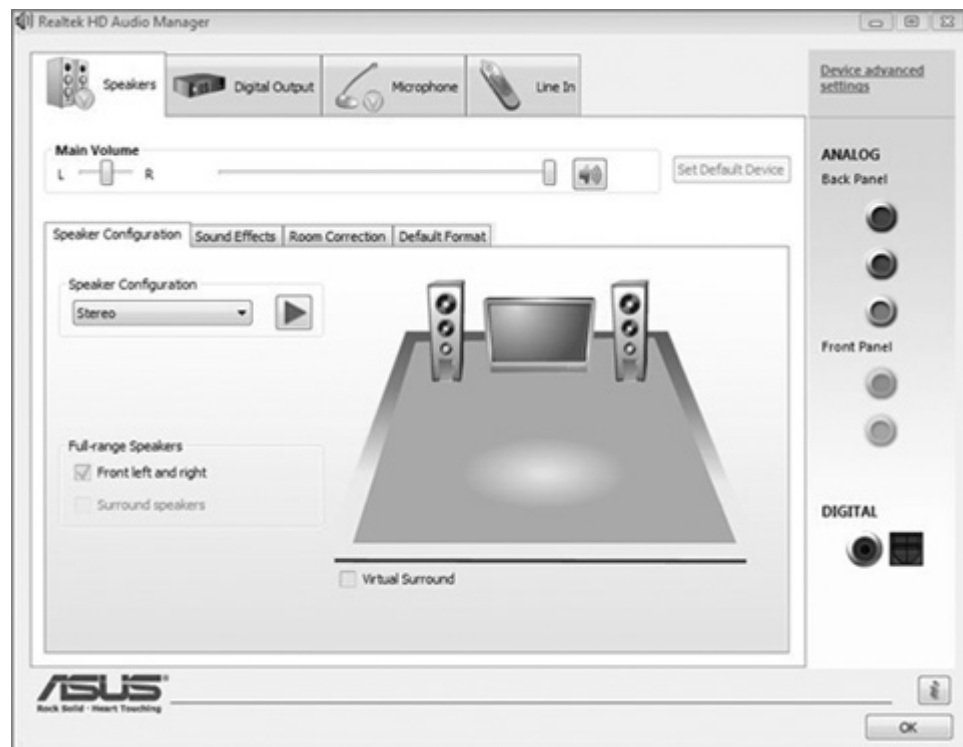 Realtek HD Audio Manager
Speakers
Digital Output
Microphone
Line In
Device advanced
settings
Main Volume
L
R
Set Default Device
ANALOG
Back Panel
Speaker Configuration
Sound Effects
Room Correction
Default Format
Speaker Configuration
Stereo
Front Panel
Full-range Speakers
Front left and right
Surround speakers
DIGITAL
Virtual Surround
ASUS
Rock Solid · Heart Touching
i
OK